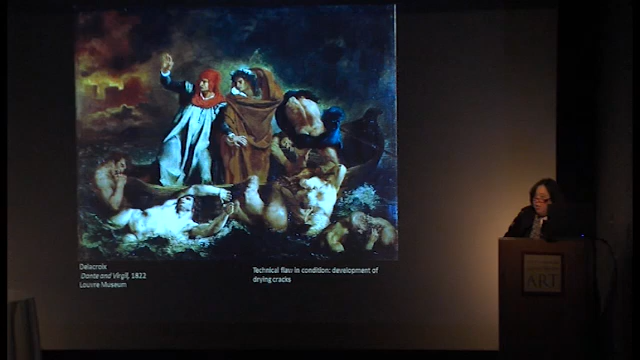 Delacroix
Dante and Virgil, 1822
Louvre Museum
Technical flaw in condition: development of
drying cracks
ART